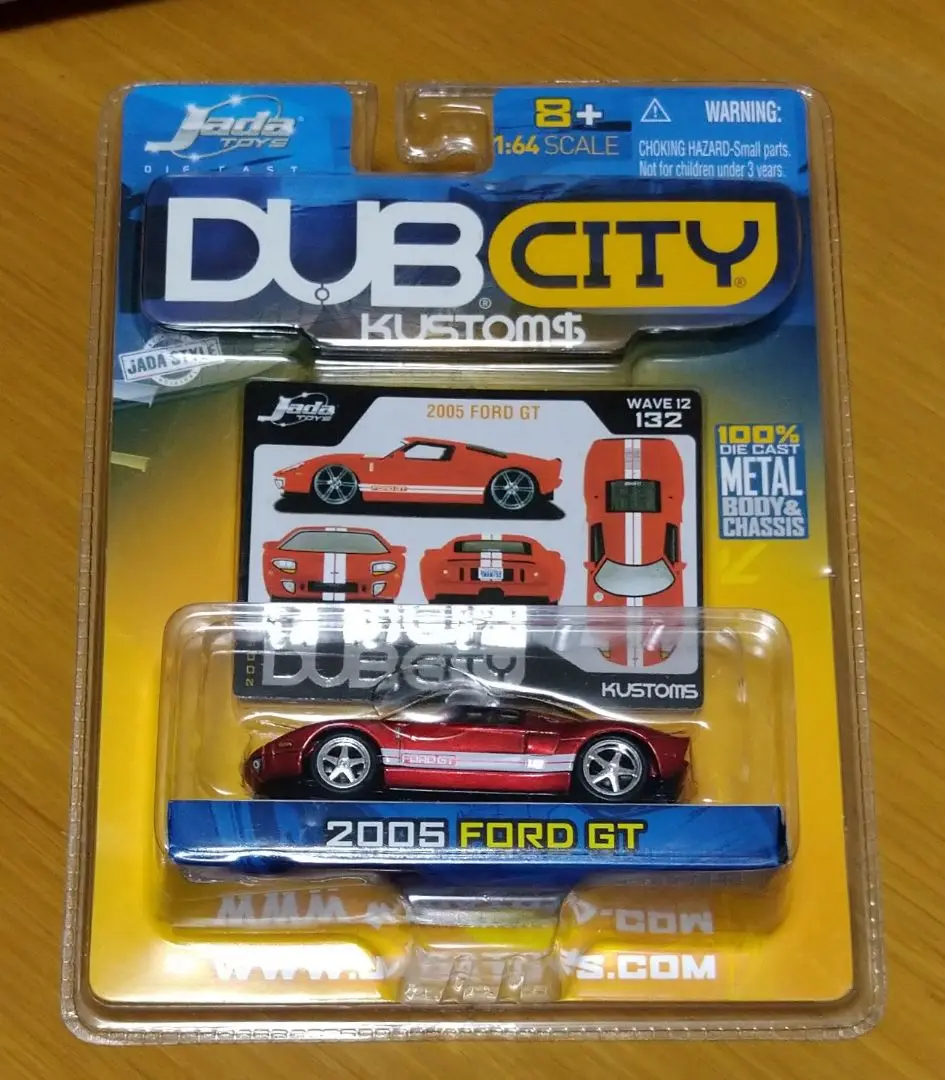 Jada
TOYS
DIE CAST
8+
1:64 SCALE
WARNING:
CHOKING HAZARD-Small parts.
Not for children under 3 years.
DUB CITY
®
®
KUSTOM$
JADA STYLE
Jada
TOYS
2005 FORD GT
WAVE 12
132
100%
DIE CAST
METAL
BODY &
CHASSIS
DUB CITY
KUSTOMS
FORD GT
2005 FORD GT
WWW.
S.COM